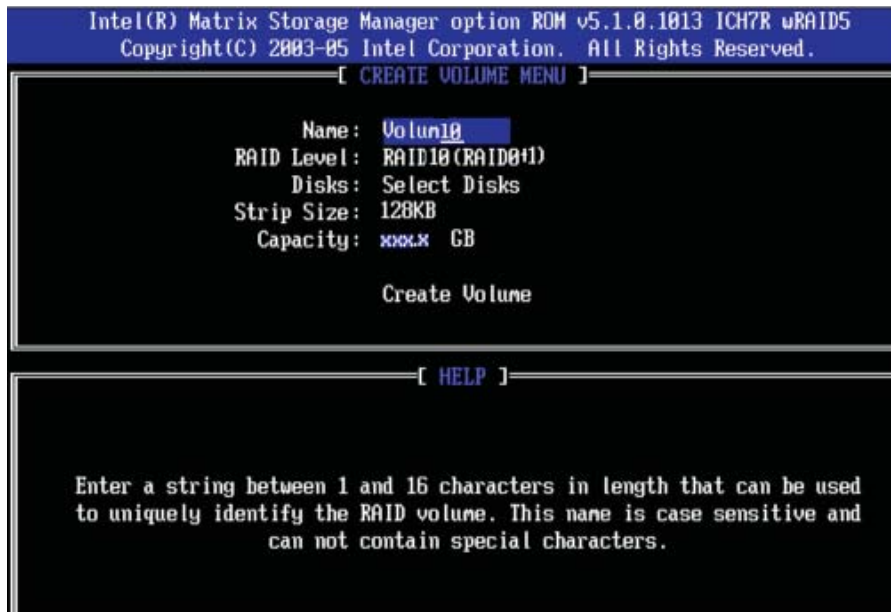 Intel(R) Matrix Storage Manager option ROM v5.1.0.1013 ICH7R wRAID5
Copyright(C) 2003-05 Intel Corporation. All Rights Reserved.
[ CREATE VOLUME MENU ]
Name: Volum10
RAID Level: RAID10(RAID0+1)
Disks: Select Disks
Strip Size: 128KB
Capacity: xxx.x GB
Create Volume
[ HELP ]
Enter a string between 1 and 16 characters in length that can be used
to uniquely identify the RAID volume. This name is case sensitive and
can not contain special characters.